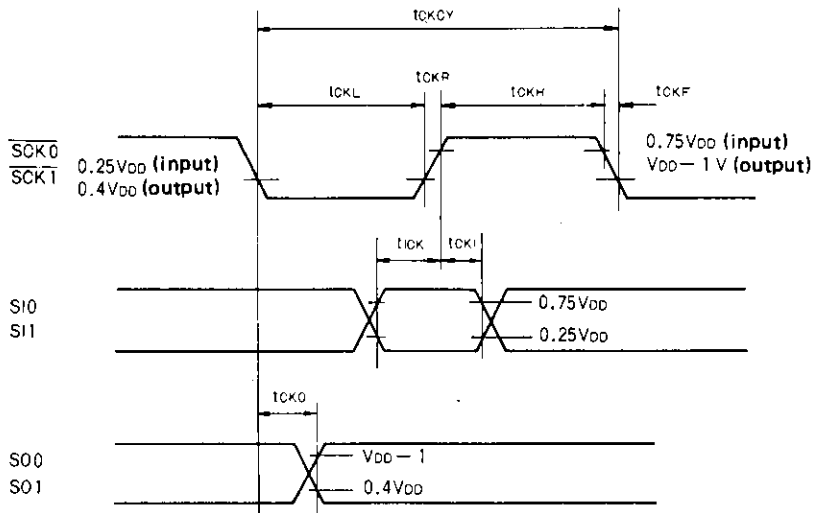 tCKCY
tCKR
tCKL
tCKH
tCKF
SCK0
SCK1
0.25VDD (input)
0.4VDD (output)
0.75VDD (input)
VDD – 1 V (output)
tICK
tCKI
SI0
SI1
0.75VDD
0.25VDD
tCKO
SO0
SO1
VDD – 1
0.4VDD